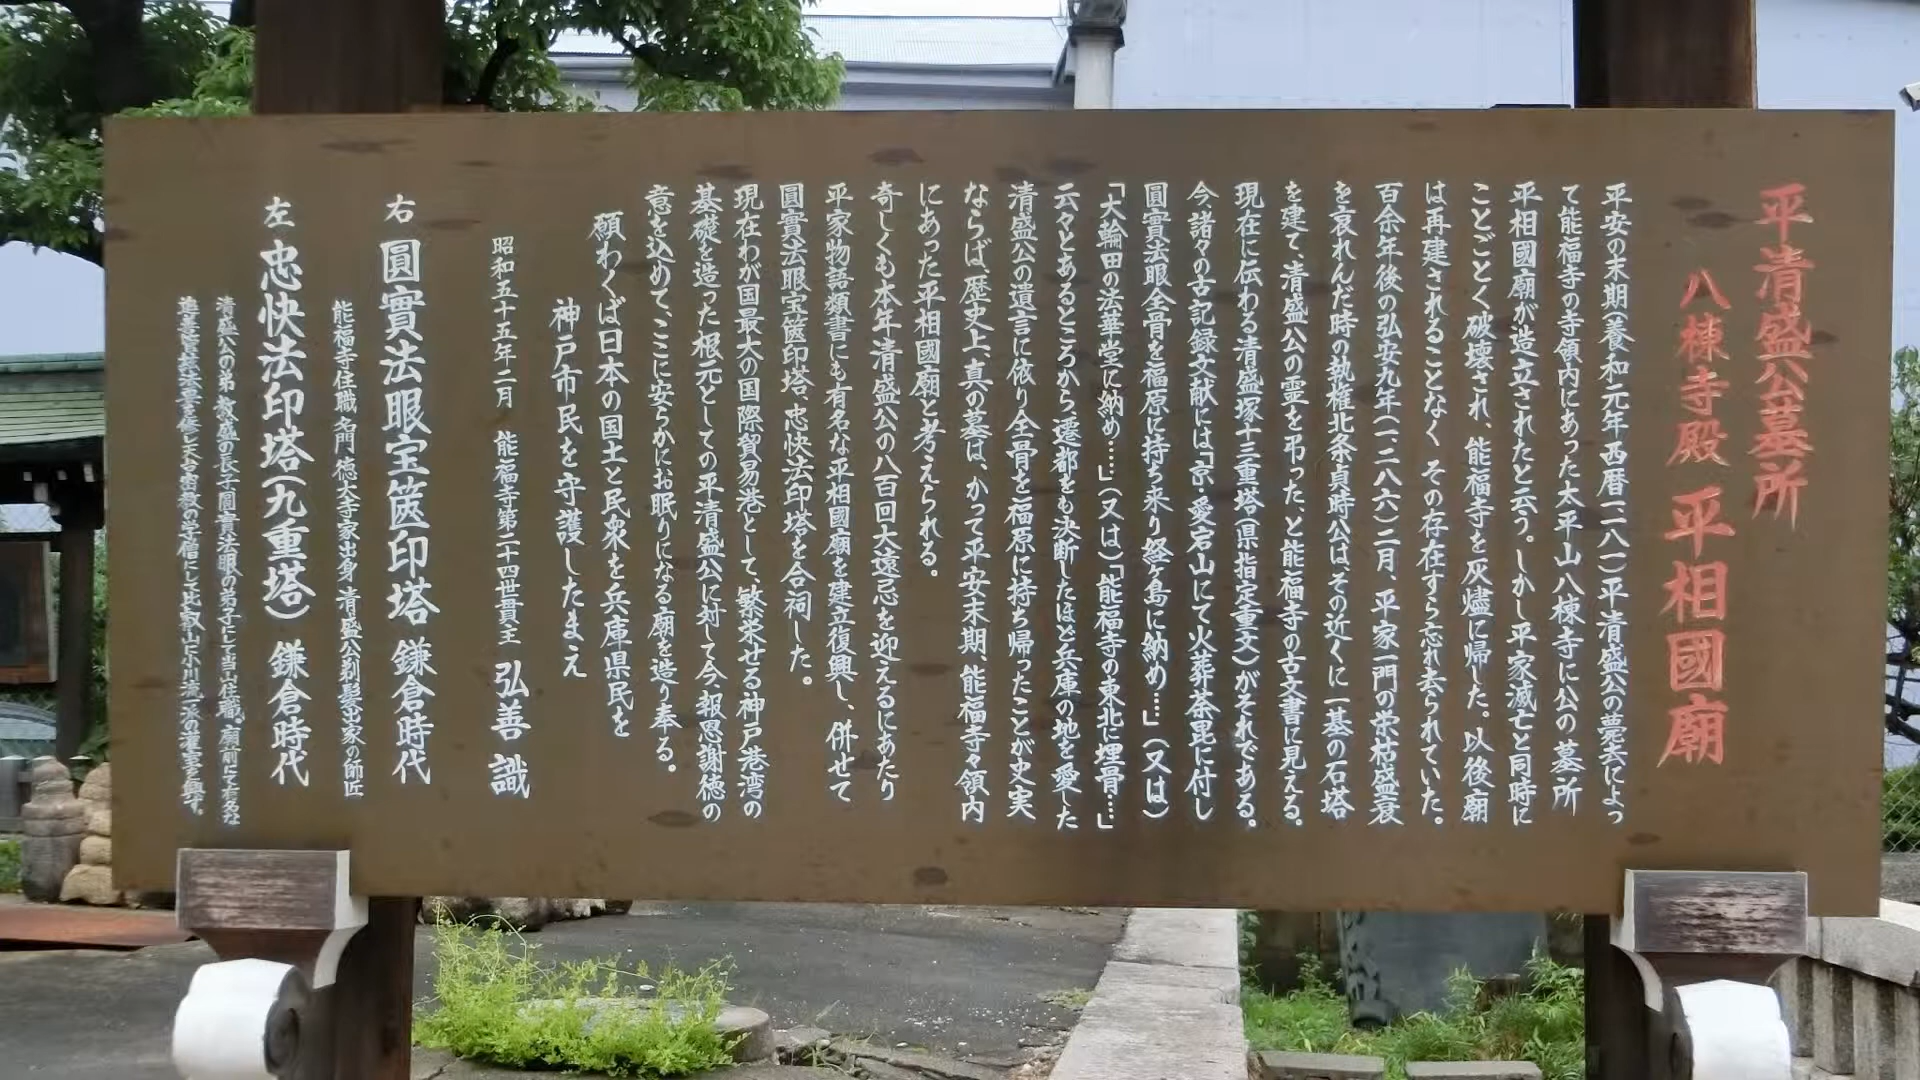 平清盛公墓所
八棟寺殿 平相國廟
平安の末期(養和元年西暦一一八一)平清盛公の薨去によっ
て能福寺の寺領内にあった太平山八棟寺に公の墓所
平相國廟が造立されたと云う。しかし平家滅亡と同時に
ことごとく破壊され、能福寺を灰燼に帰した。以後廟
は再建されることなく その存在すら忘れ去られていた。
百余年後の弘安九年(一二八六)二月、平家一門の栄枯盛衰
を哀れんだ時の執権北条貞時公は、その近くに一基の石塔
を建て、清盛公の霊を弔った、と能福寺の古文書に見える。
現在に伝わる清盛塚十三重塔(県指定重文)がそれである。
今諸々の古記録文献には「京・愛宕山にて火葬荼毘に付し
圓實法眼全骨を福原に持ち来り経ヶ島に納め…」(又は)
「大輪田の法華堂に納め…」(又は)「能福寺の東北に埋骨…」
云々とあるところから、遷都をも決断したほど兵庫の地を愛した
清盛公の遺言に依り全骨を福原に持ち帰ったことが史実
ならば、歴史上、真の墓は、かって平安末期、能福寺々領内
にあった平相國廟と考えられる。
奇しくも本年清盛公の八百回大遠忌を迎えるにあたり
平家物語類書にも有名な平相國廟を建立復興し、併せて
圓實法眼宝篋印塔、忠快法印塔を合祠した。
現在わが国最大の国際貿易港として、繁栄せる神戸港湾の
基礎を造った根元としての平清盛公に対して今報恩謝徳の
意を込めて、ここに安らかにお眠りになる廟を造り奉る。
願わくば日本の国土と民衆を兵庫県民を
神戸市民を守護したまえ
昭和五十五年二月 能福寺第二十四世貫主 弘善 識
右 圓實法眼宝篋印塔 鎌倉時代
能福寺住職 名門 徳大寺家出身 清盛公剃髪出家の師匠
左 忠快法印塔(九重塔) 鎌倉時代
清盛公の弟 教盛の長子圓實法眼の弟子にして当山住職。廟前にて有名な